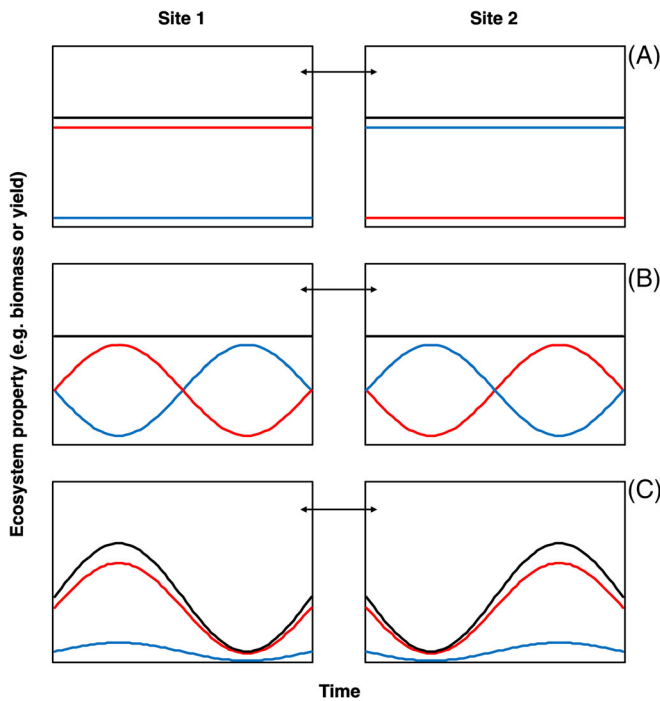 Site 1
Site 2
(A)
(B)
(C)
Ecosystem property (e.g. biomass or yield)
Time